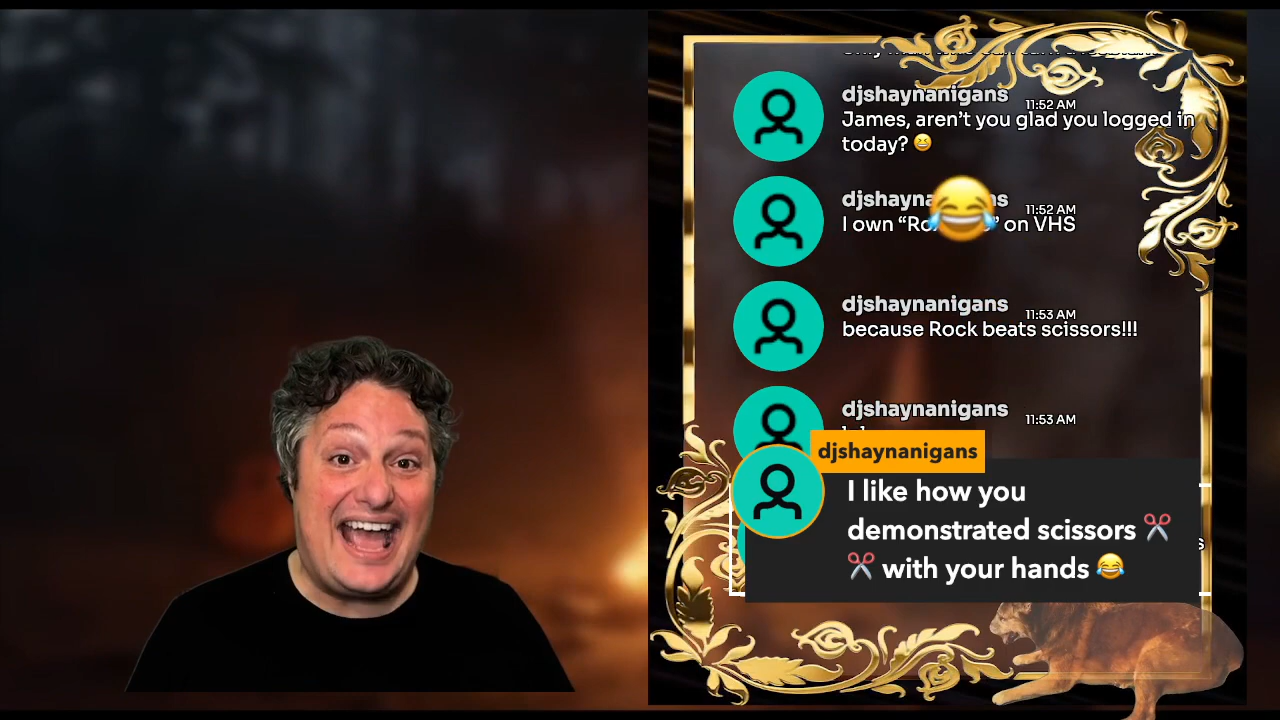 djshaynanigans 11:52 AM
James, aren't you glad you logged in
today? 😆
11:52 AM
I own “ on VHS
djshaynanigans 11:53 AM
because Rock beats scissors!!!
djshaynanigans 11:53 AM
djshaynanigans
I like how you
demonstrated scissors ✂️
✂️ with your hands 😂